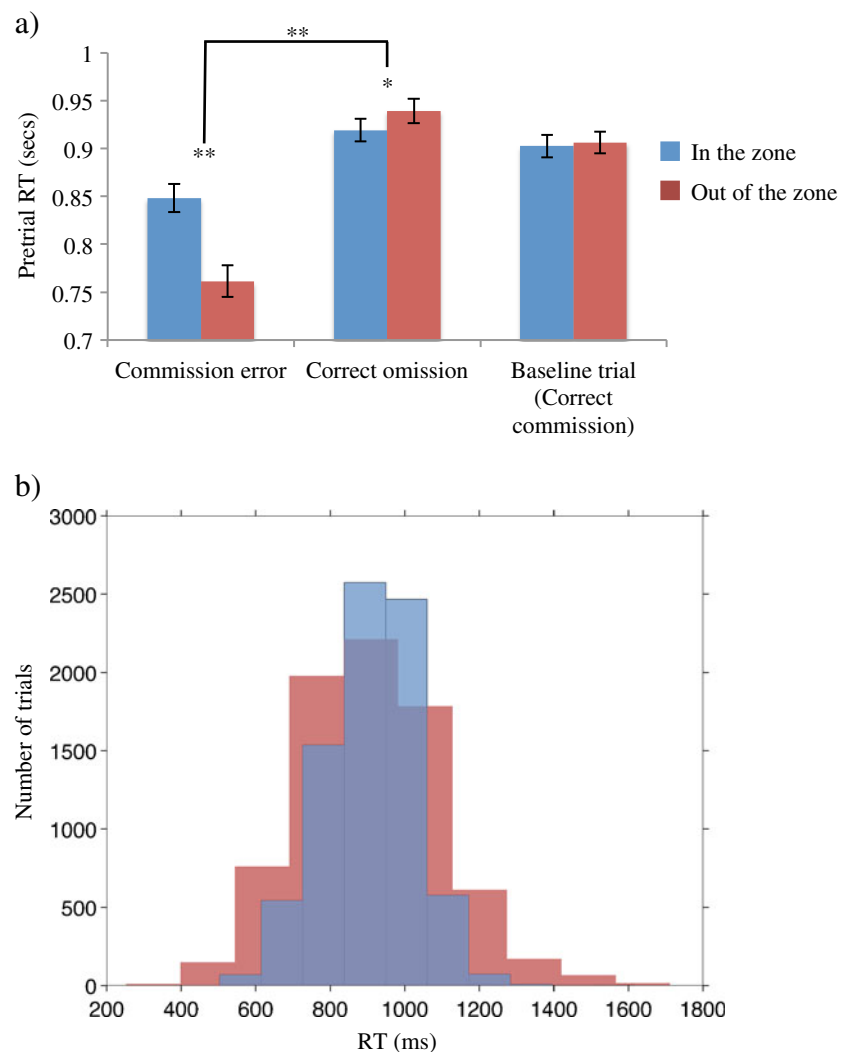 a)
**
*
**
1
0.95
0.9
0.85
0.8
0.75
0.7
Pretrial RT (secs)
In the zone
Out of the zone
Commission error
Correct omission
Baseline trial
(Correct
commission)
b)
3000
2500
2000
1500
1000
500
0
Number of trials
200 400 600 800 1000 1200 1400 1600 1800
RT (ms)